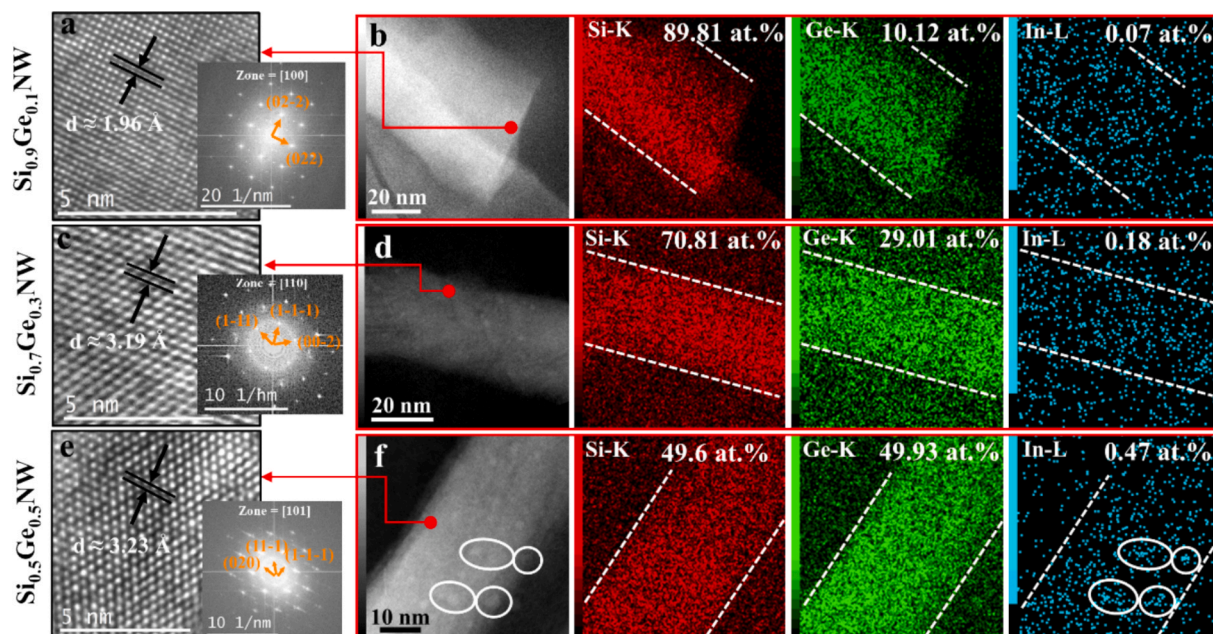 Si0.9Ge0.1NW
a
d ≈ 1.96 Å
5 nm
Zone = [100]
(02-2)
(022)
20 1/nm
b
20 nm
Si-K
89.81 at.%
Ge-K
10.12 at.%
In-L
0.07 at.%
Si0.7Ge0.3NW
c
d ≈ 3.19 Å
5 nm
Zone = [110]
(1-11)
(1-1-1)
(00-2)
10 1/nm
d
20 nm
Si-K
70.81 at.%
Ge-K
29.01 at.%
In-L
0.18 at.%
Si0.5Ge0.5NW
e
d ≈ 3.23 Å
5 nm
Zone = [101]
(11-1)
(020)
(-1-1-1)
10 1/nm
f
10 nm
Si-K
49.6 at.%
Ge-K
49.93 at.%
In-L
0.47 at.%